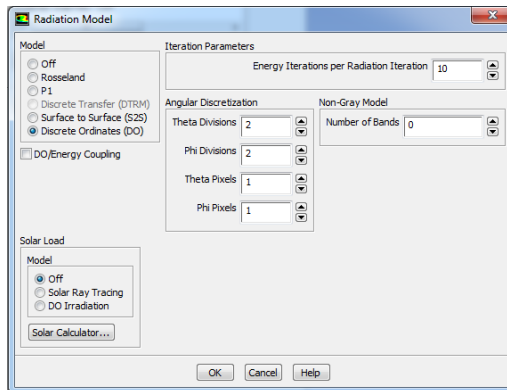 Radiation Model
Model
Off
Rosseland
P1
Discrete Transfer (DTRM)
Surface to Surface (S2S)
Discrete Ordinates (DO)
DO/Energy Coupling
Iteration Parameters
Energy Iterations per Radiation Iteration 10
Angular Discretization
Theta Divisions 2
Phi Divisions 2
Theta Pixels 1
Phi Pixels 1
Non-Gray Model
Number of Bands 0
Solar Load
Model
Off
Solar Ray Tracing
DO Irradiation
Solar Calculator...
OK Cancel Help